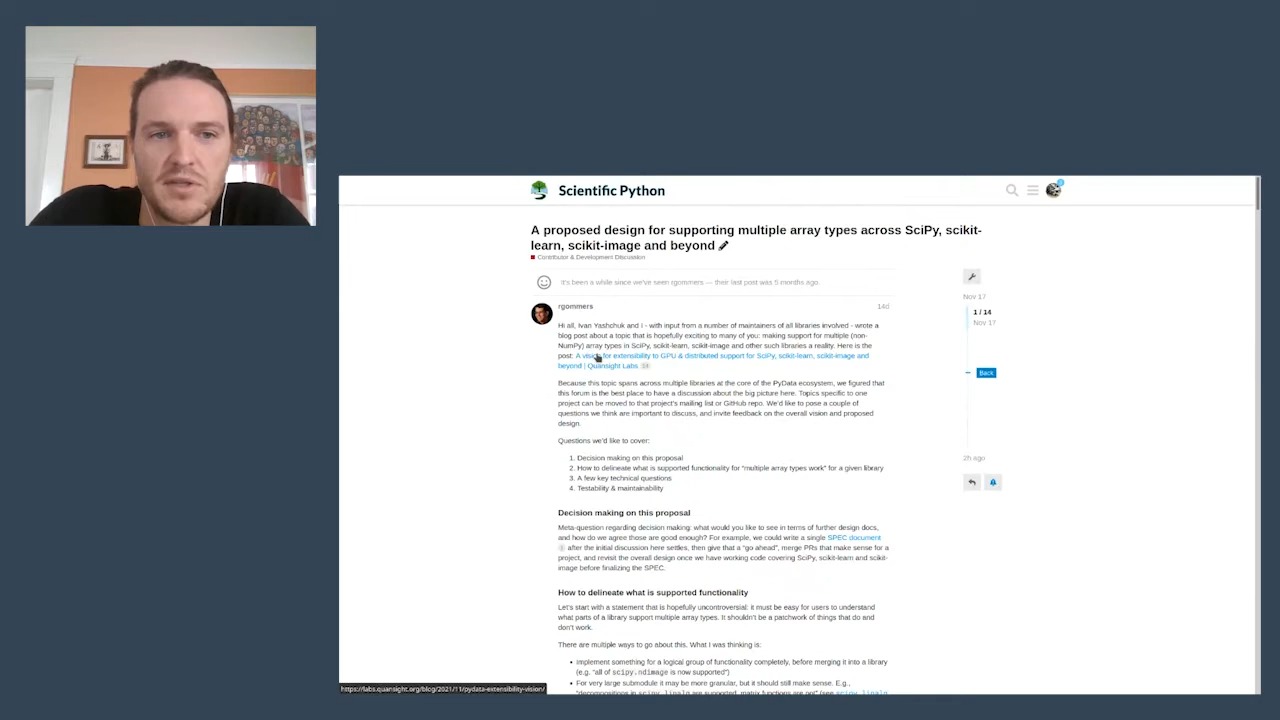 Scientific Python
A proposed design for supporting multiple array types across SciPy, scikit-
learn, scikit-image and beyond
Contributor & Development Discussion
It's been a while since we've seen rgommers — their last post was 5 months ago.
rgommers
14d
Hi all, Ivan Yashchuk and I - with input from a number of maintainers of all libraries involved - wrote a
blog post about a topic that is hopefully exciting to many of you: making support for multiple (non-
NumPy) array types in SciPy, scikit-learn, scikit-image and other such libraries a reality. Here is the
post: A vision for extensibility to GPU & distributed support for SciPy, scikit-learn, scikit-image and
beyond | Quansight Labs
Because this topic spans across multiple libraries at the core of the PyData ecosystem, we figured that
this forum is the best place to have a discussion about the big picture here. Topics specific to one
project can be moved to that project's mailing list or GitHub repo. We'd like to pose a couple of
questions we think are important to discuss, and invite feedback on the overall vision and proposed
design.
Questions we'd like to cover:
1. Decision making on this proposal
2. How to delineate what is supported functionality for "multiple array types work" for a given library
3. A few key technical questions
4. Testability & maintainability
Decision making on this proposal
Meta-question regarding decision making: what would you like to see in terms of further design docs,
and how do we agree those are good enough? For example, we could write a single SPEC document
after the initial discussion here settles, then give that a "go ahead", merge PRs that make sense for a
project, and revisit the overall design once we have working code covering SciPy, scikit-learn and scikit-
image before finalizing the SPEC.
How to delineate what is supported functionality
Let's start with a statement that is hopefully uncontroversial: it must be easy for users to understand
what parts of a library support multiple array types. It shouldn't be a patchwork of things that do and
don't work.
There are multiple ways to go about this. What I was thinking is:
• implement something for a logical group of functionality completely, before merging it into a library
(e.g. "all of scipy.ndimage is now supported")
• For very large submodule it may be more granular, but it should still make sense. E.g.,
"decompositions in scipy.linalg are supported, matrix functions are not" (see scipy.linalg
Nov 17
1 / 14
Nov 17
Back
2h ago
https://labs.quansight.org/blog/2021/11/pydata-extensibility-vision/